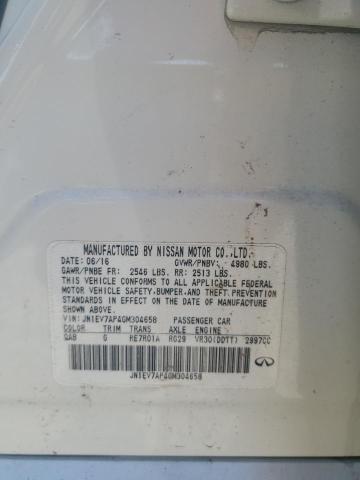 MANUFACTURED BY NISSAN MOTOR CO.,LTD.
DATE: 06/16 GVWR/PNBV: 4980 LBS.
GAWR/PNBE FR: 2546 LBS. RR: 2513 LBS.
THIS VEHICLE CONFORMS TO ALL APPLICABLE FEDERAL
MOTOR VEHICLE SAFETY,BUMPER,AND THEFT PREVENTION
STANDARDS IN EFFECT ON THE DATE OF MANUFACTURE
SHOWN ABOVE.
VIN: JN1EV7AP4GM304658 PASSENGER CAR
COLOR TRIM TRANS AXLE ENGINE
QAB G RE7R01A RG29 VR30(DDTT) 2997CC
JN1EV7AP4GM304658